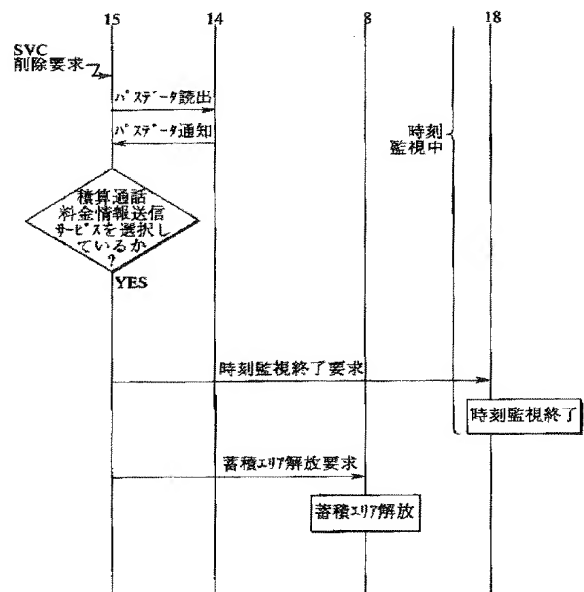 15 14 8 18
SVC
削除要求
パスデータ読出
パスデータ通知
時刻
監視中
積算通話
料金情報送信
サービスを選択し
ているか
?
YES
時刻監視終了要求
時刻監視終了
蓄積エリア解放要求
蓄積エリア解放